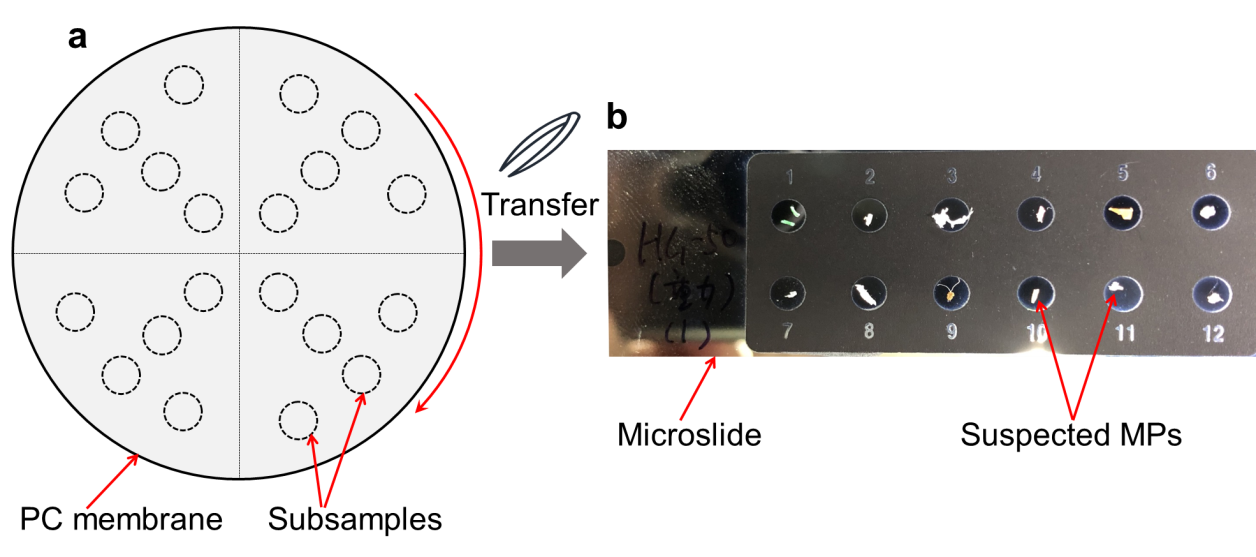 a
b
Transfer
1 2 3 4 5 6
HG-50
(1)
7 8 9 10 11 12
Microslide
Suspected MPs
PC membrane
Subsamples